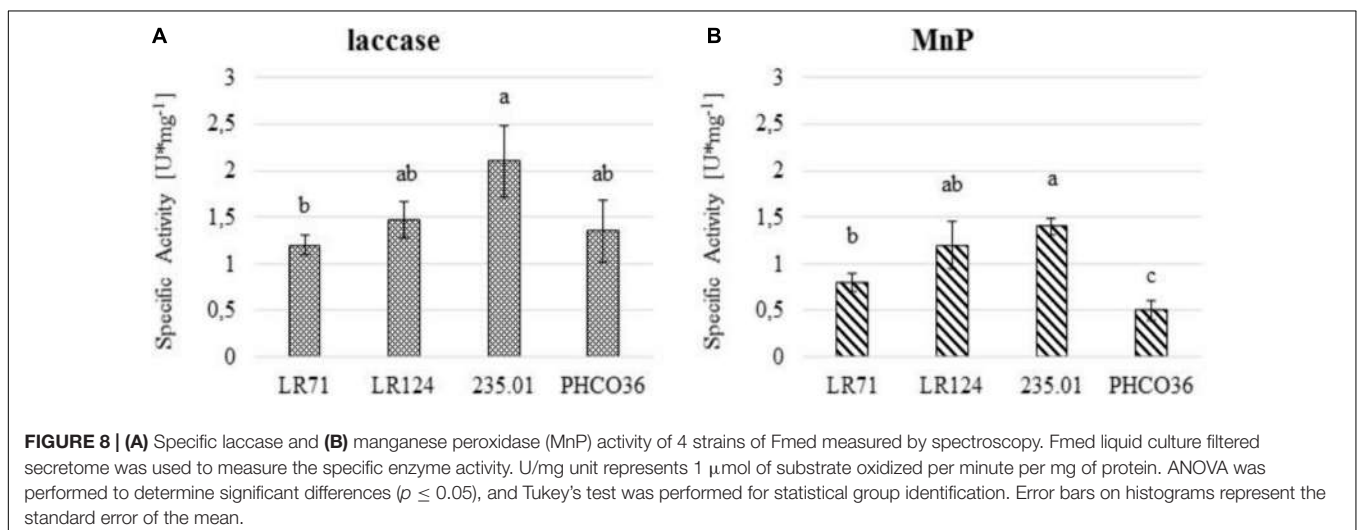 A laccase
Specific Activity [U*mg⁻¹]
3
2,5
2
1,5
1
0,5
0
b
ab
a
ab
LR71 LR124 235.01 PHCO36
B MnP
Specific Activity [U*mg⁻¹]
3
2,5
2
1,5
1
0,5
0
b
ab
a
c
LR71 LR124 235.01 PHCO36
FIGURE 8 | (A) Specific laccase and (B) manganese peroxidase (MnP) activity of 4 strains of Fmed measured by spectroscopy. Fmed liquid culture filtered
secretome was used to measure the specific enzyme activity. U/mg unit represents 1 μmol of substrate oxidized per minute per mg of protein. ANOVA was
performed to determine significant differences (p ≤ 0.05), and Tukey's test was performed for statistical group identification. Error bars on histograms represent the
standard error of the mean.